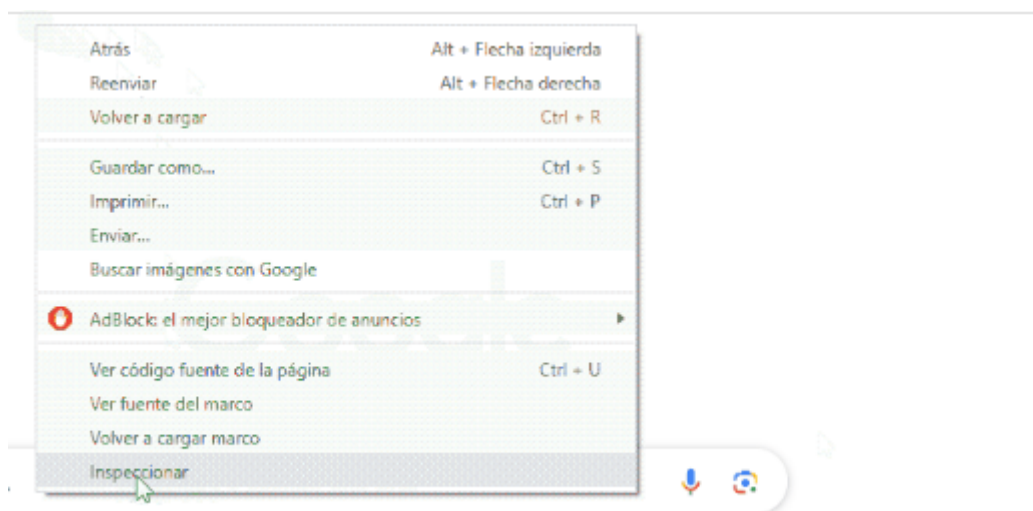 Atrás Alt + Flecha izquierda
Reenviar Alt + Flecha derecha
Volver a cargar Ctrl + R
Guardar como... Ctrl + S
Imprimir... Ctrl + P
Enviar...
Buscar imágenes con Google
AdBlock: el mejor bloqueador de anuncios
Ver código fuente de la página Ctrl + U
Ver fuente del marco
Volver a cargar marco
Inspeccionar